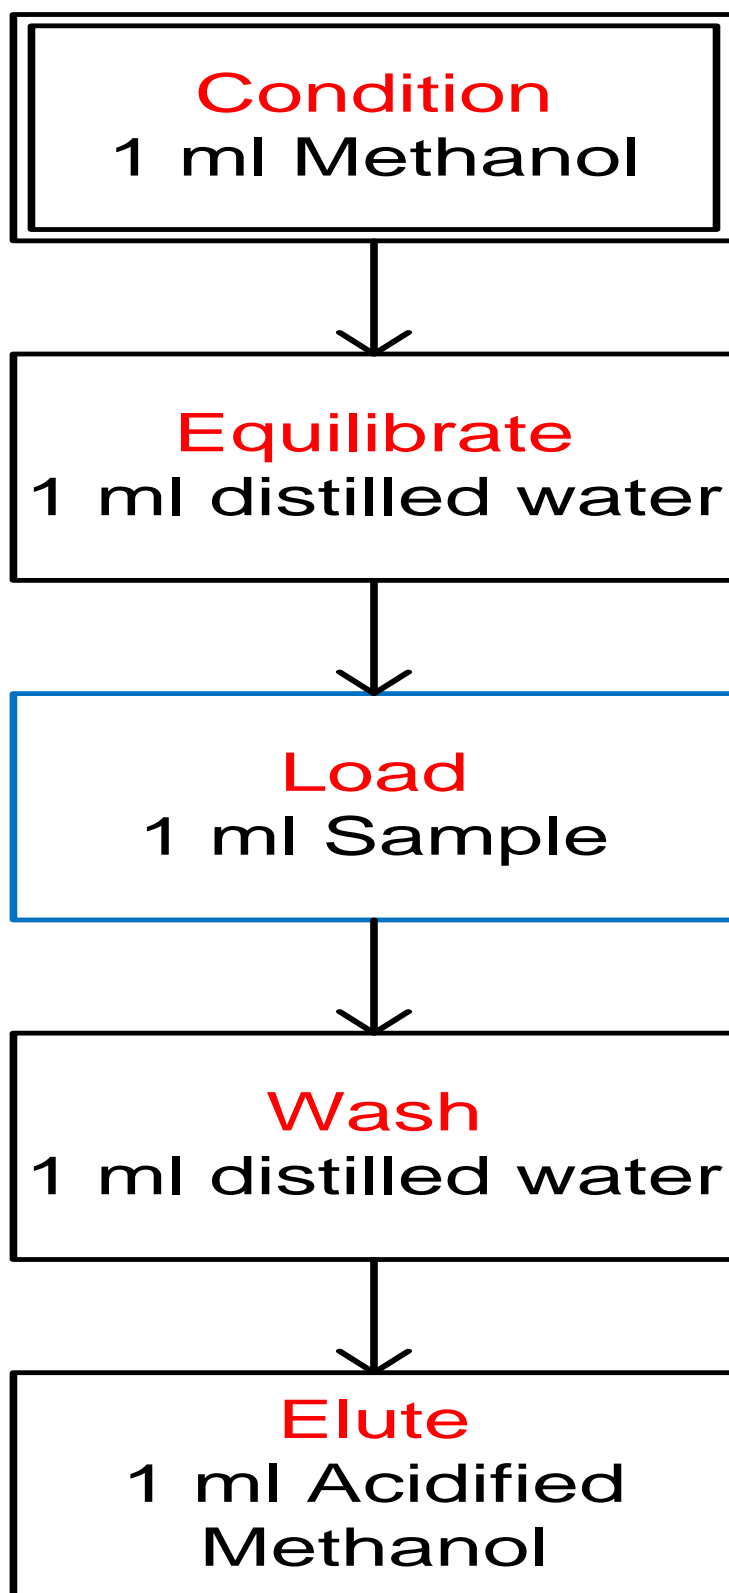 Condition
1 ml Methanol
Equilibrate
1 ml distilled water
Load
1 ml Sample
Wash
1 ml distilled water
Elute
1 ml Acidified
Methanol